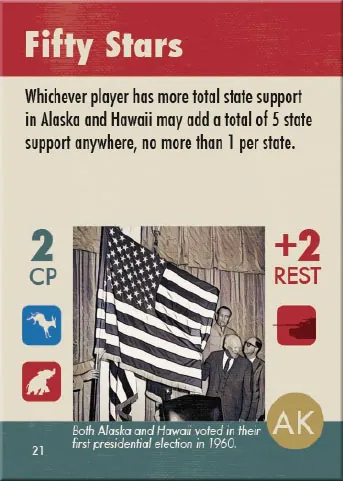 Fifty Stars
Whichever player has more total state support
in Alaska and Hawaii may add a total of 5 state
support anywhere, no more than 1 per state.
2
CP
+2
REST
AK
Both Alaska and Hawaii voted in their
first presidential election in 1960.
21